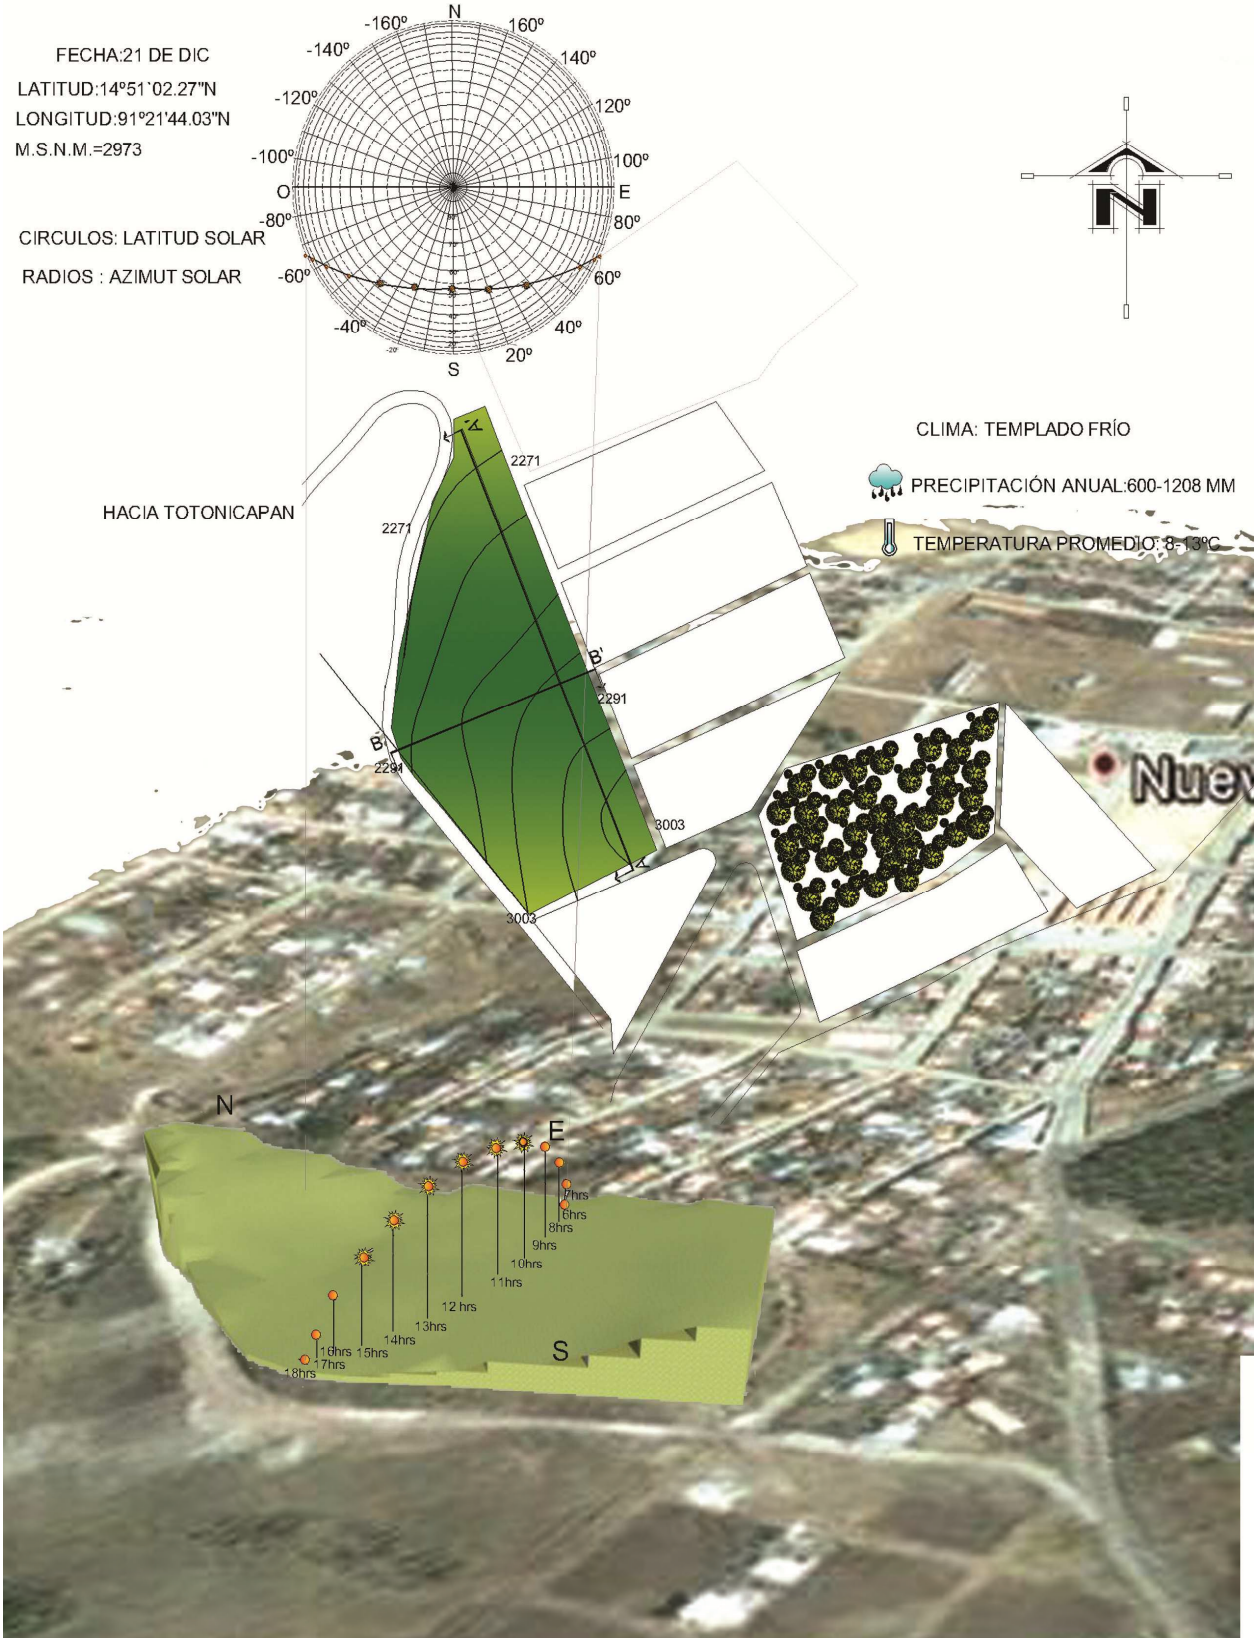 N
-160º
160º
-140º
140º
FECHA:21 DE DIC
LATITUD:14º51`02.27"N
-120º
120º
LONGITUD:91º21'44.03"N
M.S.N.M.=2973
-100º
100º
O
E
-80º
80º
CIRCULOS: LATITUD SOLAR
RADIOS : AZIMUT SOLAR
-60º
60º
-40º
40º
-20'
20º
S
N
A'
CLIMA: TEMPLADO FRÍO
2271
PRECIPITACIÓN ANUAL:600-1208 MM
HACIA TOTONICAPAN
2271
TEMPERATURA PROMEDIO: 8-13ºC
B'
2291
B
2291
Nuev
3003
A
3003
N
E
7hrs
6hrs
8hrs
9hrs
10hrs
11hrs
12 hrs
13hrs
14hrs
15hrs
16hrs
17hrs
18hrs
S